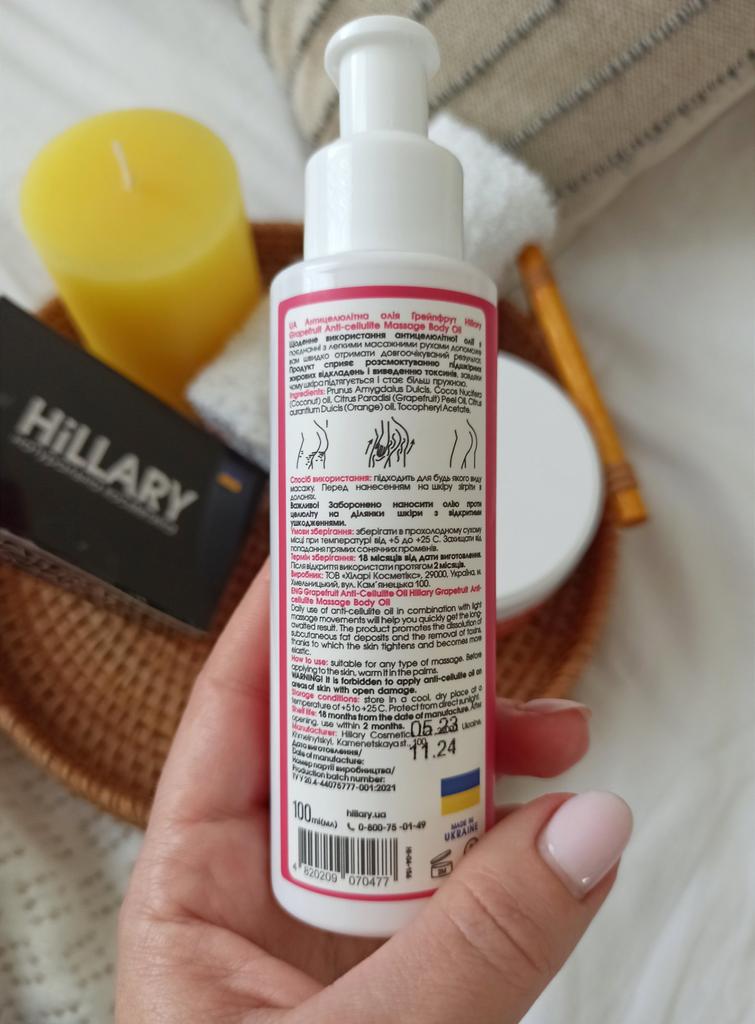 UA Антицелюлітна олія Грейпфрут Hillary
Grapefruit Anti-cellulite Massage Body Oil
Щоденне використання антицелюлітної олії в
поєднанні з легкими масажними рухами допоможе
вам швидко отримати довгоочікуваний результат.
Продукт сприяє розсмоктуванню підшкірних
жирових відкладень і виведенню токсинів, завдяки
чому шкіра підтягується і стає більш пружною.
Ingredients: Prunus Amygdalus Dulcis, Cocos Nucifera
(Coconut) oil, Citrus Paradisi (Grapefruit) Peel Oil, Citrus
aurantium Dulcis (Orange) oil, Tocopheryl Acetate.
Спосіб використання: підходить для будь якого виду
масажу. Перед нанесенням на шкіру зігріти в
долонях.
Важливо! Заборонено наносити олію проти
целюліту на ділянки шкіри з відкритими
ушкодженнями.
Умови зберігання: зберігати в прохолодному сухому
місці при температурі від +5 до +25 С. Захищати від
попадання прямих сонячних променів.
Термін зберігання: 18 місяців від дати виготовлення.
Після відкриття використати протягом 2 місяців.
Виробник: ТОВ «Хіларі Косметікс», 29000, Україна, м.
Хмельницький, вул. Кам'янецька 100.
ENG Grapefruit Anti-Cellulite Oil Hillary Grapefruit Anti-
cellulite Massage Body Oil
Daily use of anti-cellulite oil in combination with light
massage movements will help you quickly get the long
awaited result. The product promotes the dissolution of
subcutaneous fat deposits and the removal of toxins,
thanks to which the skin tightens and becomes more
elastic.
How to use: suitable for any type of massage. Before
applying to the skin, warm it in the palms.
WARNING! It is forbidden to apply anti-cellulite oil on
areas of skin with open damage.
Storage conditions: store in a cool, dry place at a
temperature of +5 to +25 C. Protect from direct sunlight.
Shelf life: 18 months from the date of manufacture. After
opening, use within 2 months.
Manufacturer: Hillary Cosmetics, Ukraine,
Khmelnytskyi, Kamenetskaya st., 100
Дата виготовлення/
Date of manufacture:
Номер партії виробництва/
Production batch number:
ТУ У 20.4-44076777-001:2021
05.23
11.24
100 ml(мл)
hillary.ua
0-800-75-01-49
MADE IN
UKRAINE
4 820209 070477
HiLLARY